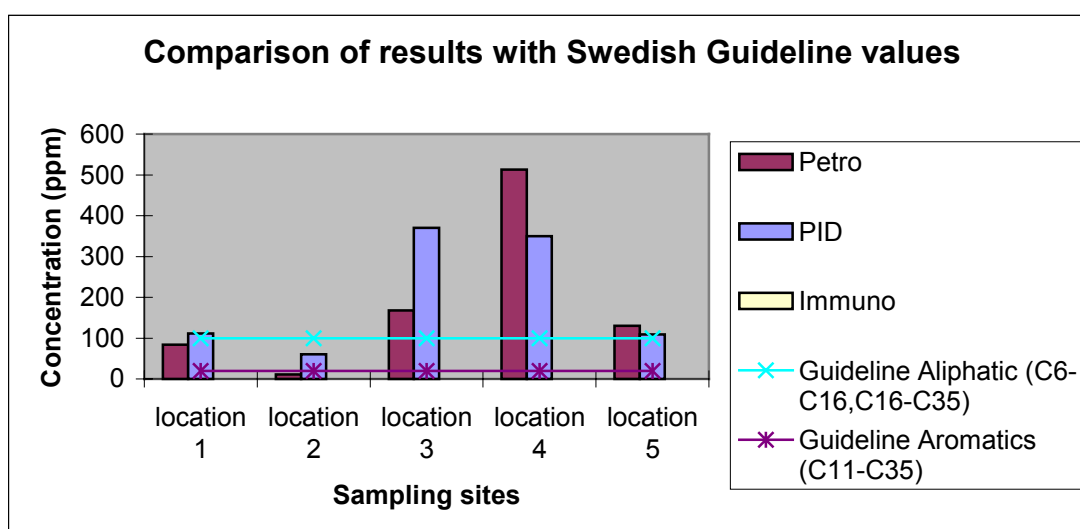 Comparison of results with Swedish Guideline values
Concentration (ppm)
600
500
400
300
200
100
0
location
1
location
2
location
3
location
4
location
5
Sampling sites
Petro
PID
Immuno
Guideline Aliphatic (C6-
C16,C16-C35)
Guideline Aromatics
(C11-C35)